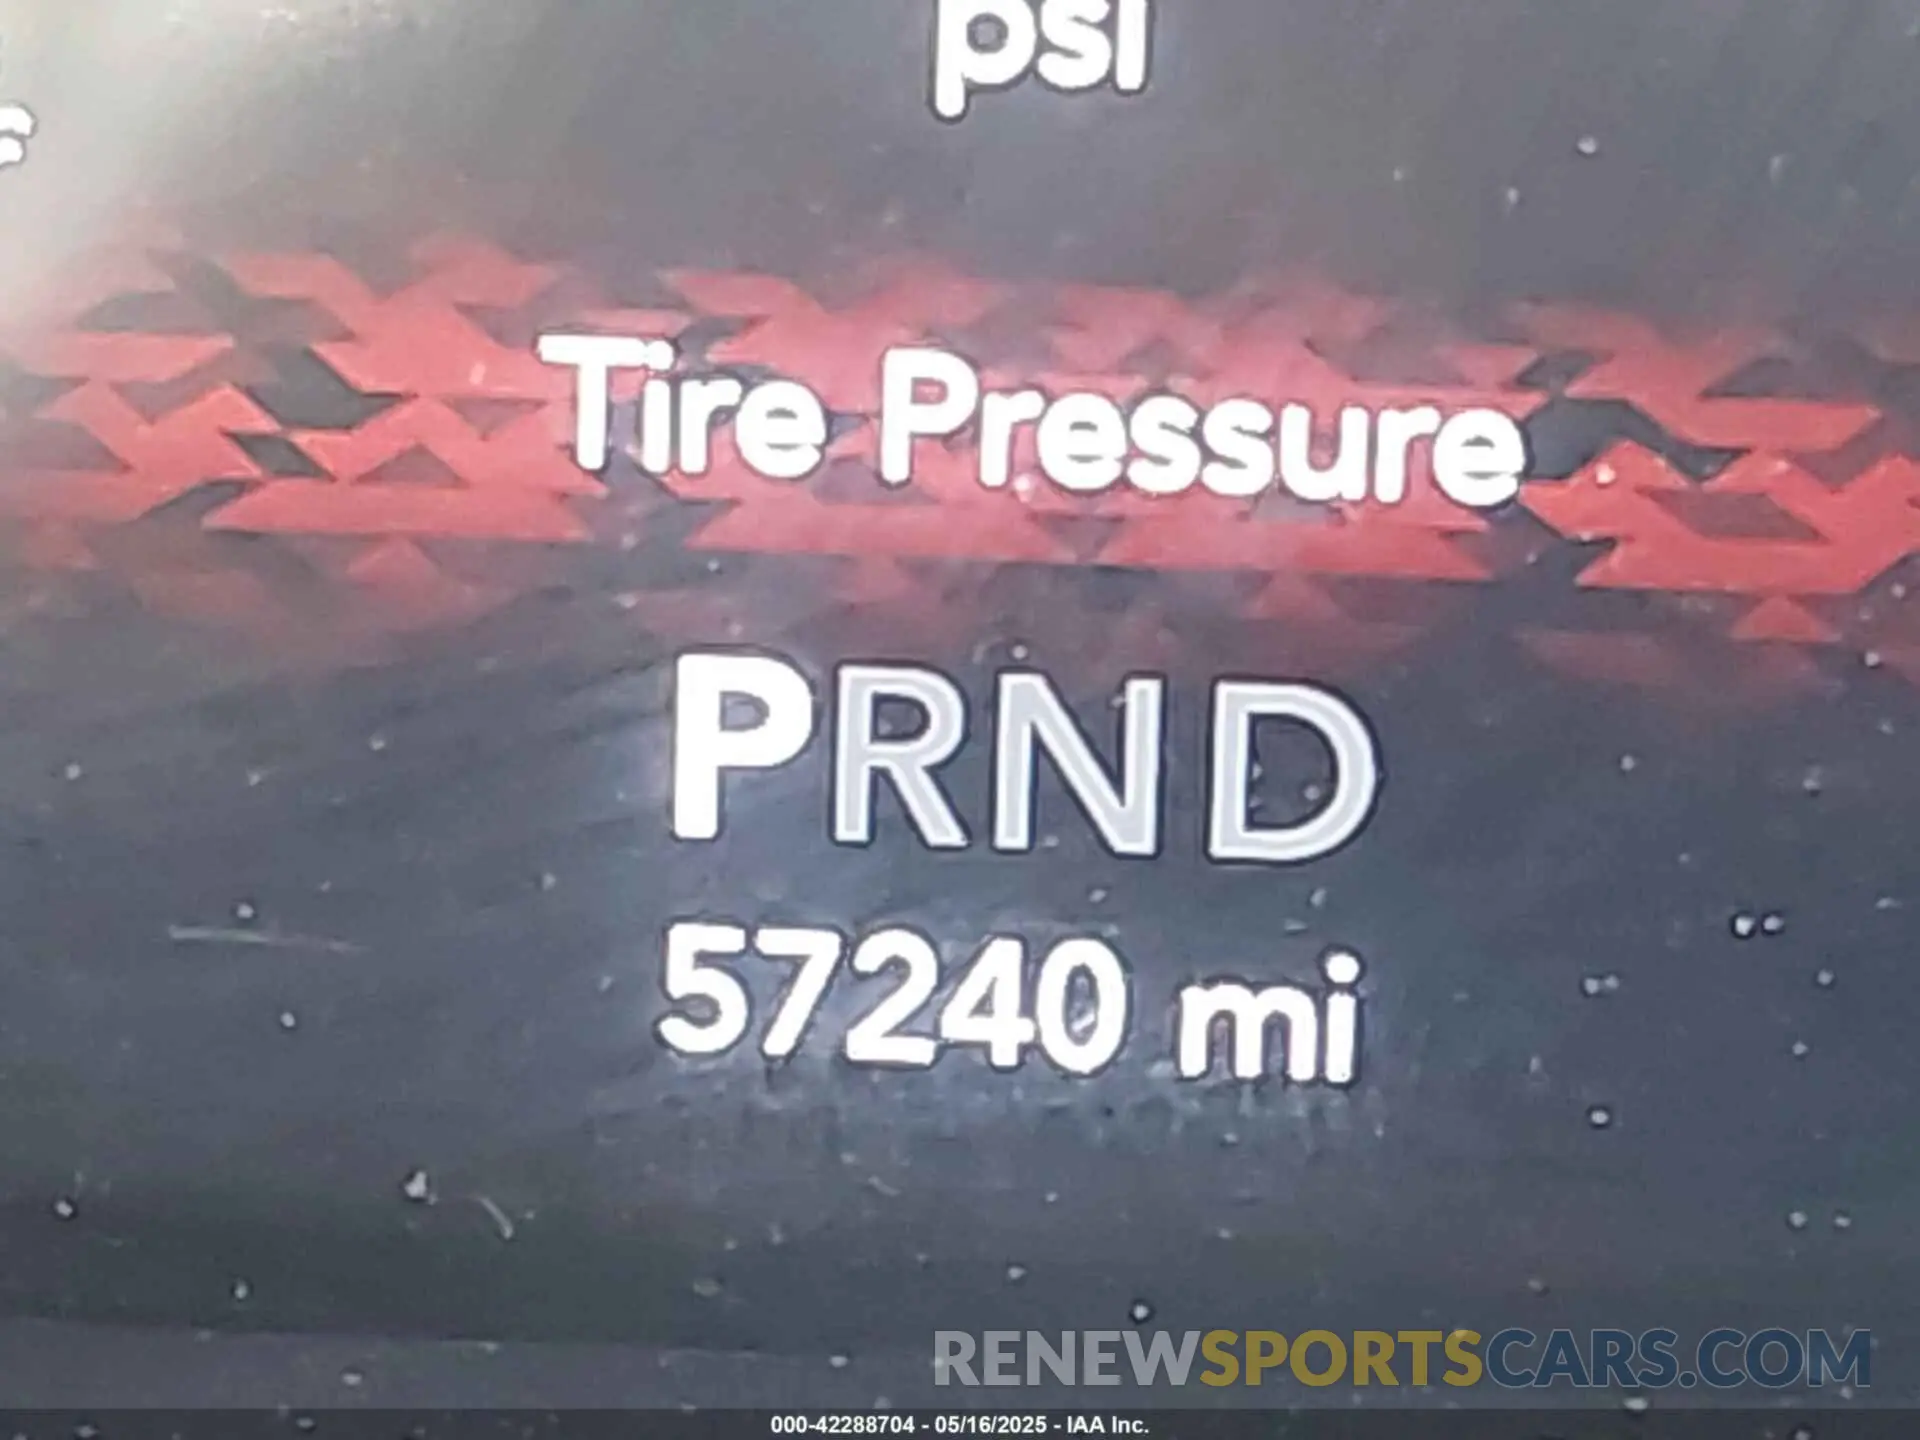 psi
Tire Pressure
PRND
57240 mi
RENEWSPORTSCARS.COM
000-42288704 - 05/16/2025 - IAA Inc.